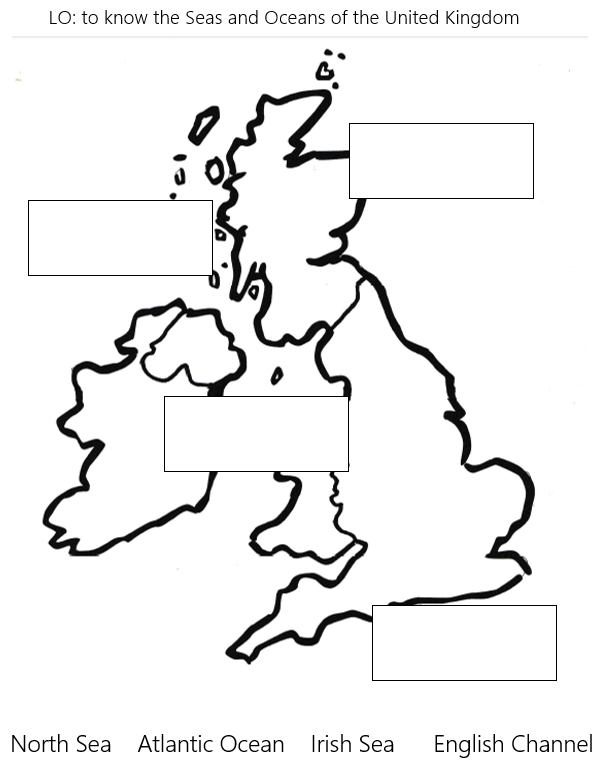 LO: to know the Seas and Oceans of the United Kingdom
North Sea Atlantic Ocean Irish Sea English Channel